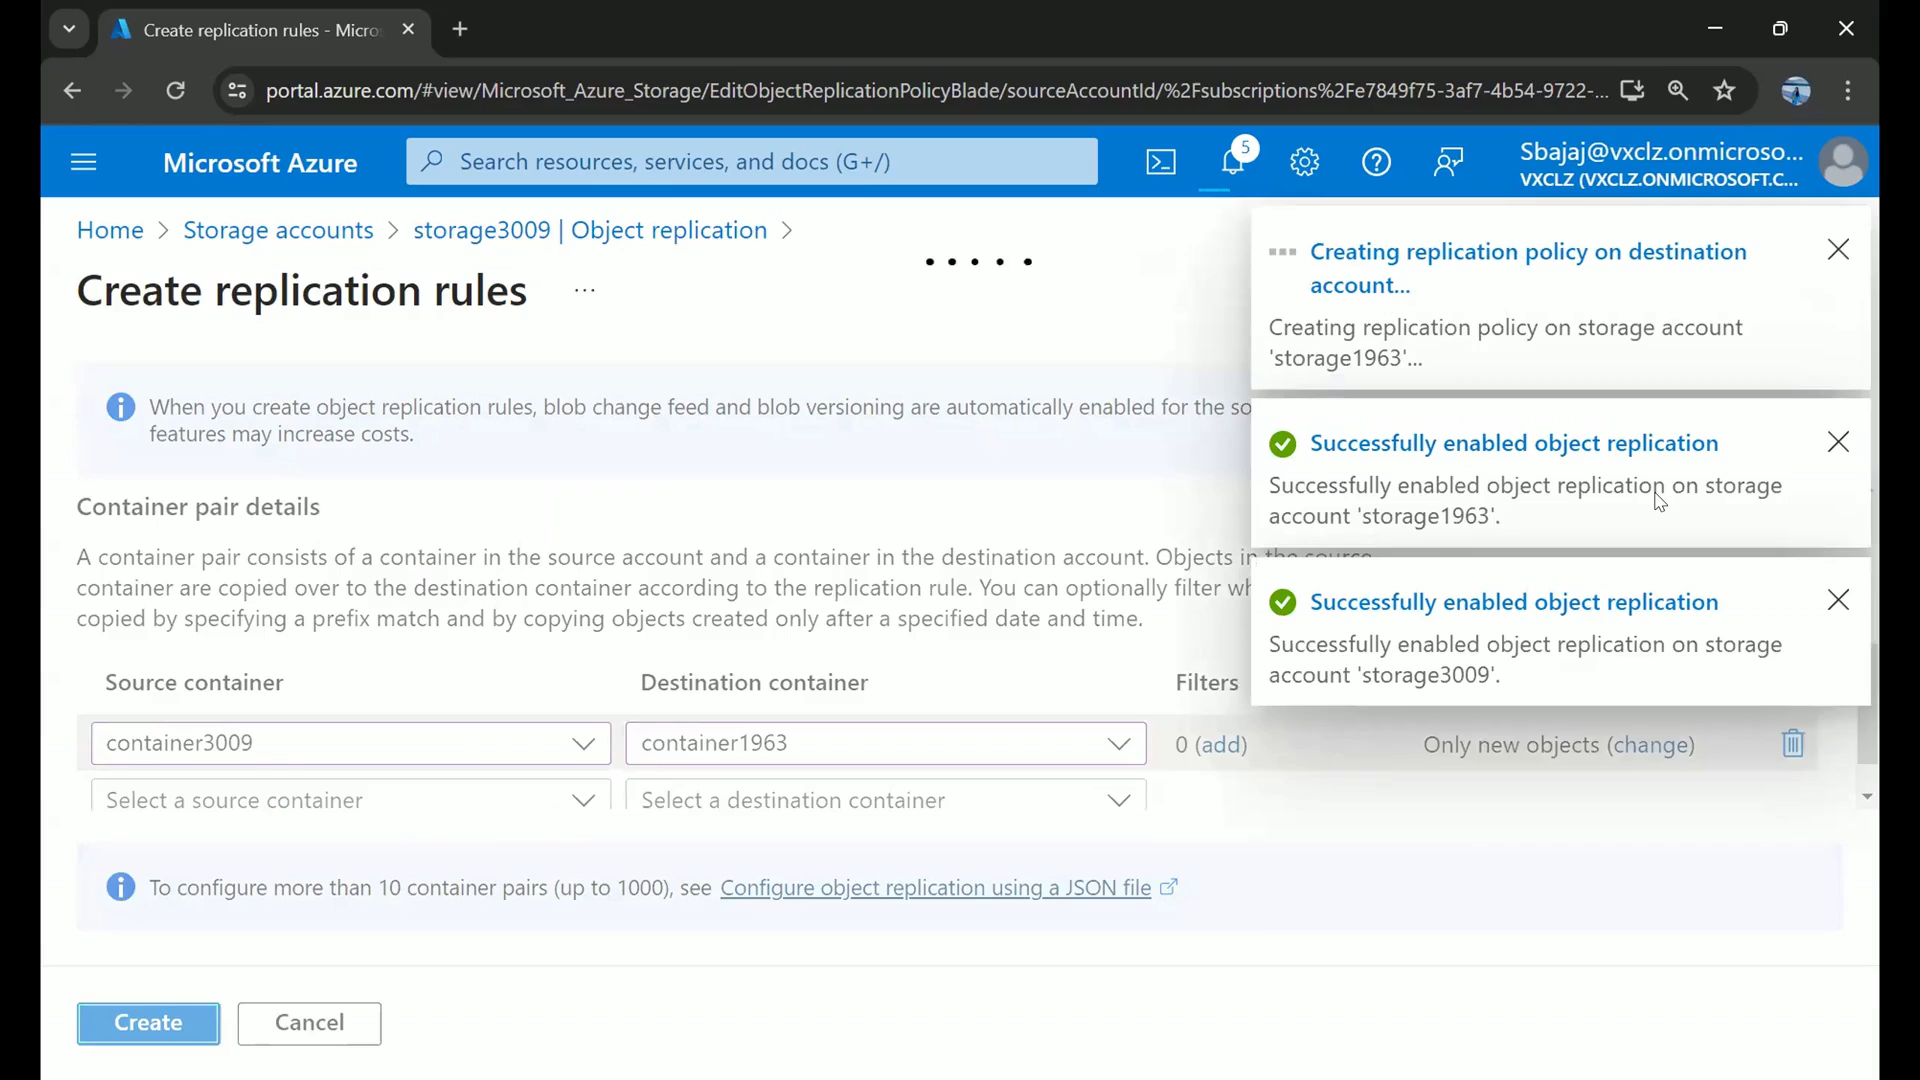 Create replication rules - Micro
portal.azure.com/#view/Microsoft_Azure_Storage/EditObjectReplicationPolicyBlade/sourceAccountId/%2Fsubscriptions%2Fe7849f75-3af7-4b54-9722-...
Microsoft Azure
Search resources, services, and docs (G+/)
5
Sbajaj@vxclz.onmicroso...
VXCLZ (VXCLZ.ONMICROSOFT.C...
Home > Storage accounts > storage3009 | Object replication >
Create replication rules ...
When you create object replication rules, blob change feed and blob versioning are automatically enabled for the so
features may increase costs.
Container pair details
A container pair consists of a container in the source account and a container in the destination account. Objects in the source
container are copied over to the destination container according to the replication rule. You can optionally filter wh
copied by specifying a prefix match and by copying objects created only after a specified date and time.
Source container
Destination container
Filters
container3009
container1963
0 (add)
Only new objects (change)
Select a source container
Select a destination container
To configure more than 10 container pairs (up to 1000), see Configure object replication using a JSON file
Create
Cancel
Creating replication policy on destination
account...
Creating replication policy on storage account
'storage1963'...
Successfully enabled object replication
Successfully enabled object replication on storage
account 'storage1963'.
Successfully enabled object replication
Successfully enabled object replication on storage
account 'storage3009'.